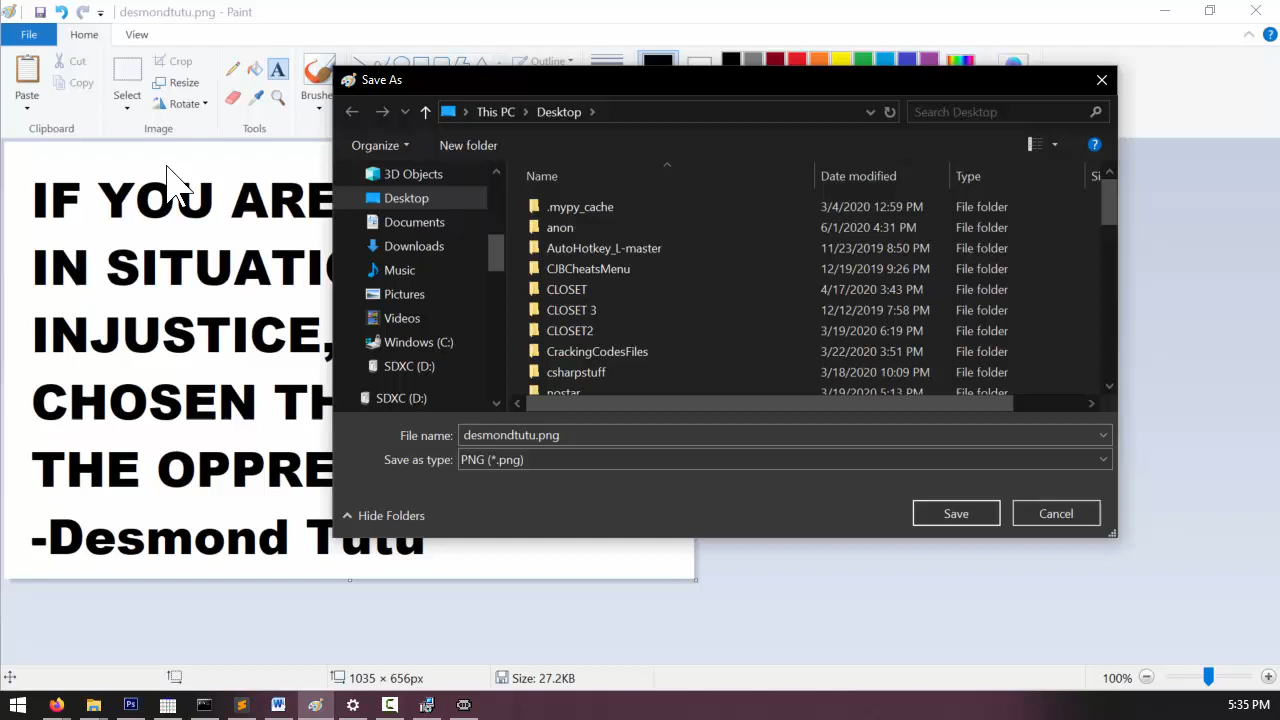 desmondtutu.png - Paint
File
Home
View
Paste
Cut
Copy
Clipboard
Select
Crop
Resize
Rotate
Image
A
Tools
Outline
Save As
This PC
Desktop
Search Desktop
Organize
New folder
3D Objects
Desktop
Documents
Downloads
Music
Pictures
Videos
Windows (C:)
SDXC (D:)
SDXC (D:)
Name Date modified Type
.mypy_cache 3/4/2020 12:59 PM File folder
anon 6/1/2020 4:31 PM File folder
AutoHotkey_L-master 11/23/2019 8:50 PM File folder
CJBCheatsMenu 12/19/2019 9:26 PM File folder
CLOSET 4/17/2020 3:43 PM File folder
CLOSET 3 12/12/2019 7:58 PM File folder
CLOSET2 3/19/2020 6:19 PM File folder
CrackingCodesFiles 3/22/2020 3:51 PM File folder
csharpstuff 3/18/2020 10:09 PM File folder
File name: desmondtutu.png
Save as type: PNG (*.png)
Hide Folders
Save
Cancel
IF YOU ARE
IN
INJUSTICE,
CHOSEN
THE
-Desmond Tutu
1035 × 656px
Size: 27.2KB
100%
5:35 PM